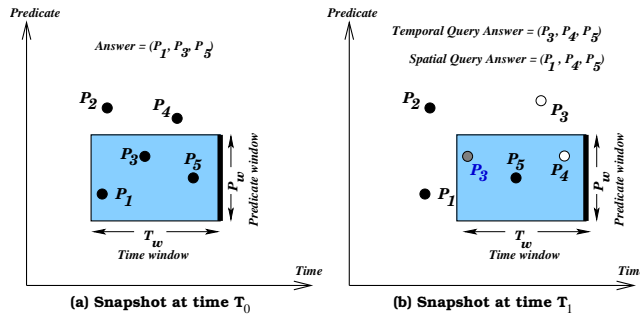 Predicate
Answer = (P1, P3, P5)
P2
P4
P3
P5
P1
Pw
Predicate window
Tw
Time window
Time
(a) Snapshot at time T0
Predicate
Temporal Query Answer = (P3, P4, P5)
Spatial Query Answer = (P1, P4, P5)
P2
P3
P5
P3
P4
P1
Pw
Predicate window
Tw
Time window
Time
(b) Snapshot at time T1